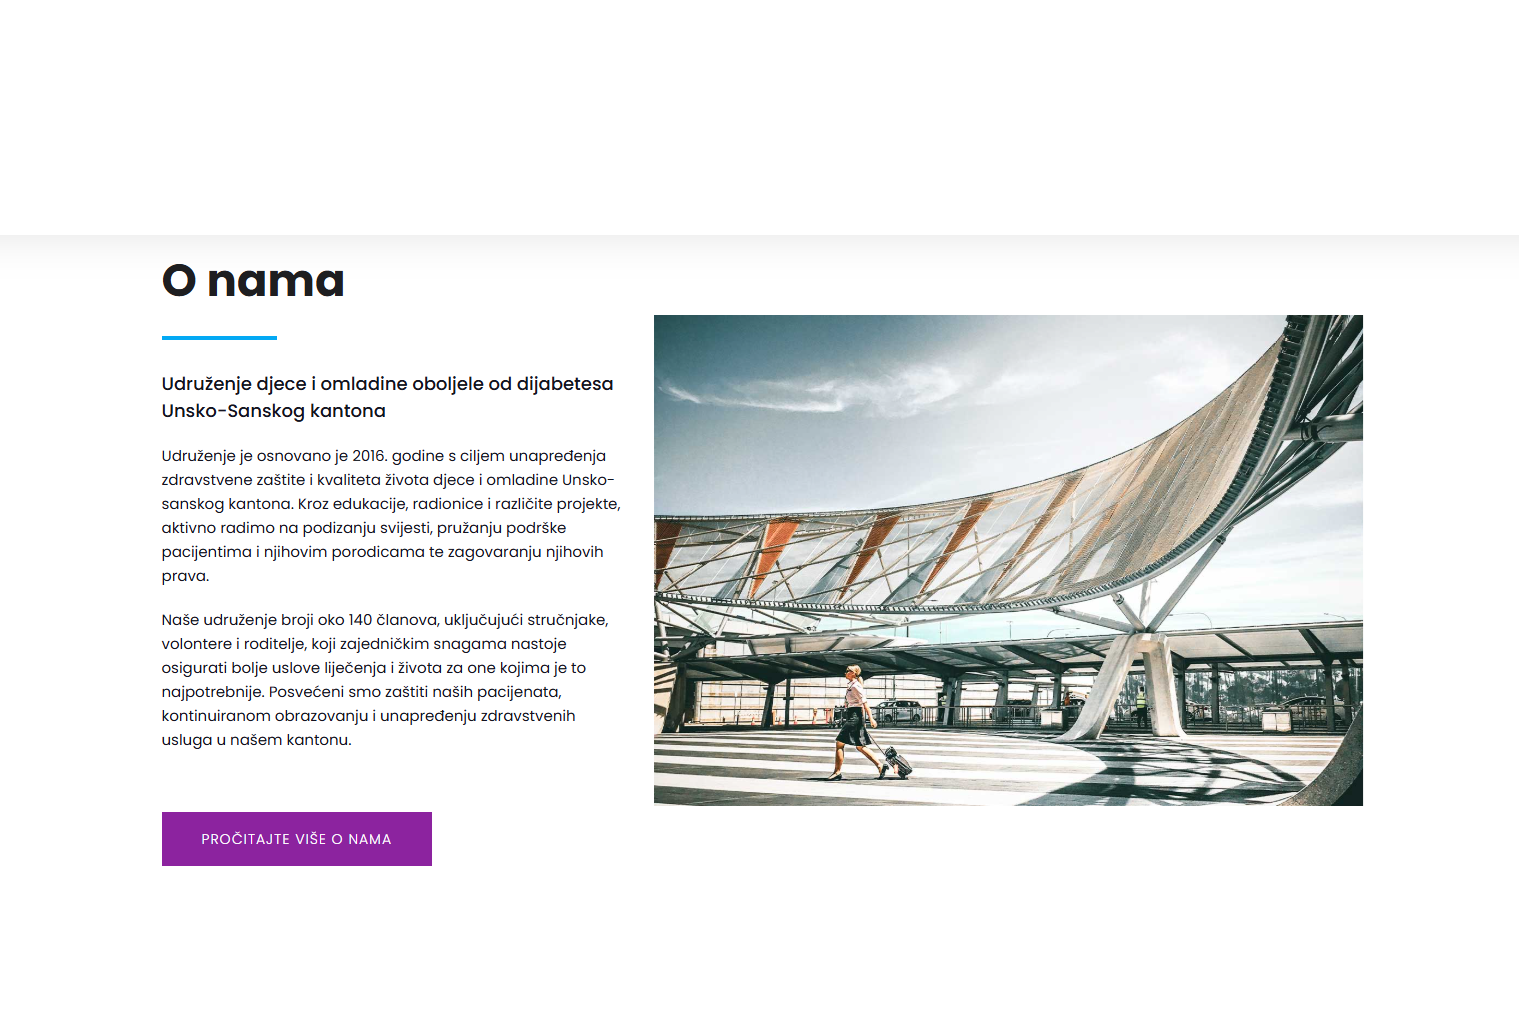 O nama
Udruženje djece i omladine oboljele od dijabetesa
Unsko-Sanskog kantona
Udruženje je osnovano je 2016. godine s ciljem unapređenja
zdravstvene zaštite i kvaliteta života djece i omladine Unsko-
sanskog kantona. Kroz edukacije, radionice i različite projekte,
aktivno radimo na podizanju svijesti, pružanju podrške
pacijentima i njihovim porodicama te zagovaranju njihovih
prava.
Naše udruženje broji oko 140 članova, uključujući stručnjake,
volontere i roditelje, koji zajedničkim snagama nastoje
osigurati bolje uslove liječenja i života za one kojima je to
najpotrebnije. Posvećeni smo zaštiti naših pacijenata,
kontinuiranom obrazovanju i unapređenju zdravstvenih
usluga u našem kantonu.
PROČITAJTE VIŠE O NAMA